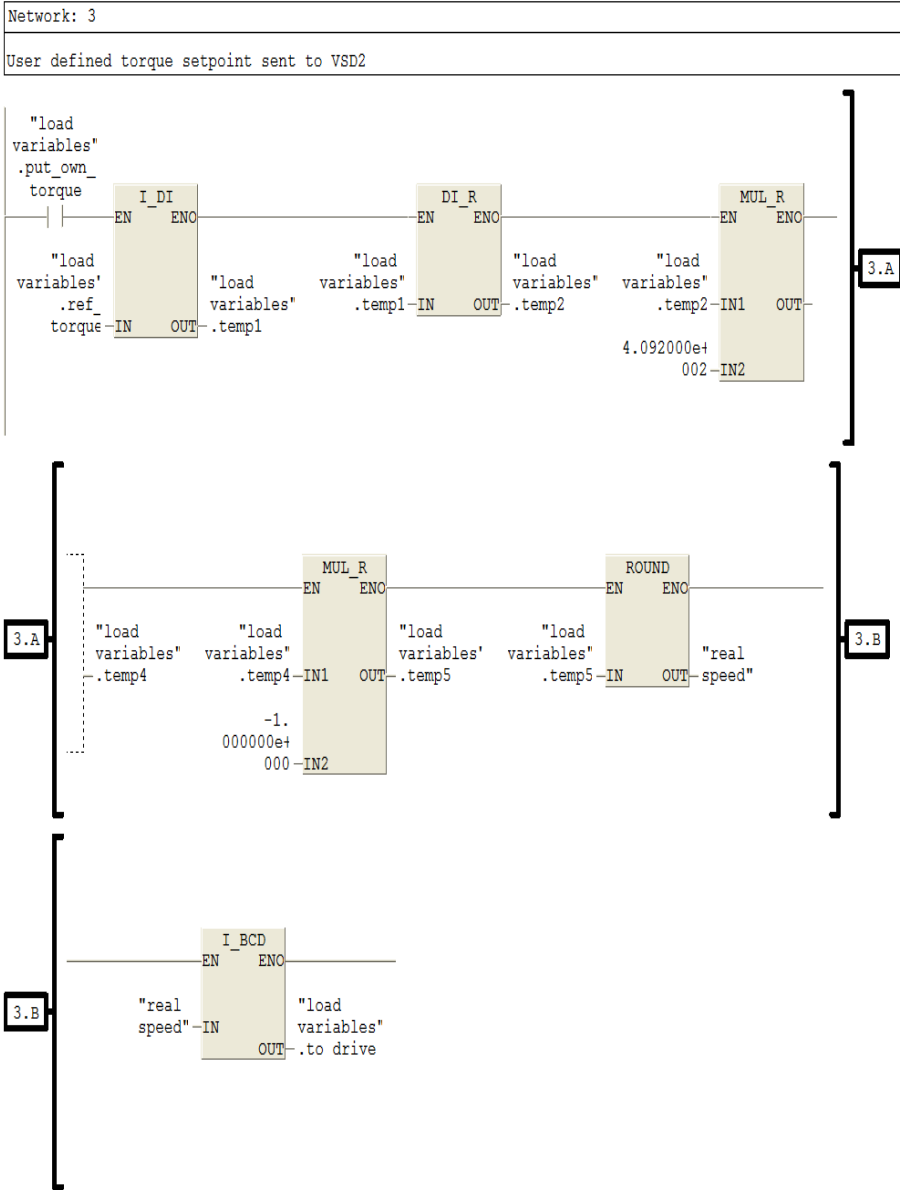 Network: 3
User defined torque setpoint sent to VSD2
"load
variables"
.put_own_
torque
I_DI
EN ENO
"load
variables'
.ref_
torque
IN OUT
"load
variables"
.temp1
DI_R
EN ENO
"load
variables"
.temp1
IN OUT
"load
variables"
.temp2
MUL_R
EN ENO
"load
variables"
.temp2
IN1 OUT
4.092000e+
002
IN2
3.A
3.A
"load
variables"
.temp4
MUL_R
EN ENO
"load
variables"
.temp4
IN1 OUT
"load
variables'
.temp5
-1.
000000e+
000
IN2
ROUND
EN ENO
"load
variables"
.temp5
IN OUT
"real
speed"
3.B
3.B
I_BCD
EN ENO
"real
speed"
IN
OUT
"load
variables"
.to drive